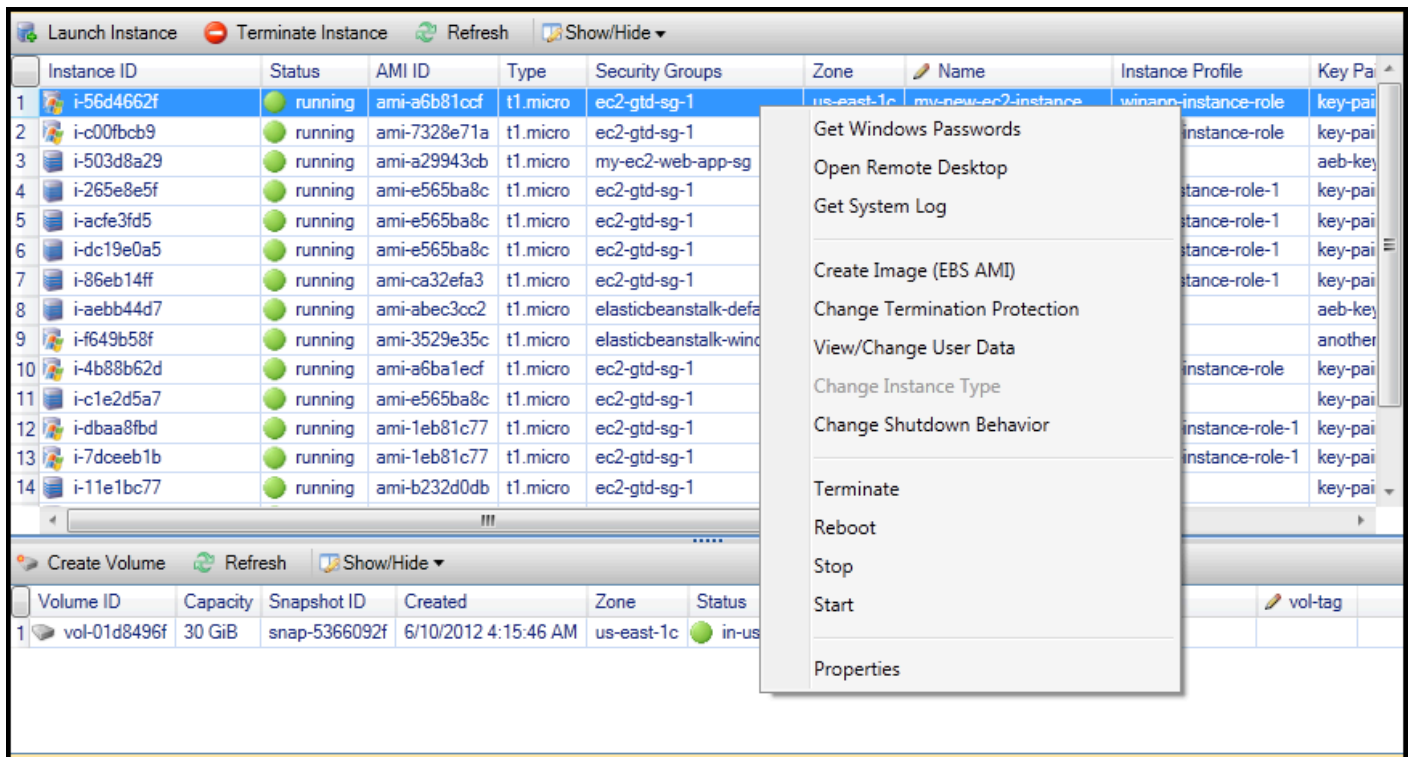 Launch Instance Terminate Instance Refresh Show/Hide
Instance ID Status AMI ID Type Security Groups Zone Name Instance Profile Key Pai
1 i-56d4662f running ami-a6b81ccf t1.micro ec2-gtd-sg-1 us-east-1c my-new-ec2-instance winapp-instance-role key-pai
2 i-c00fbcb9 running ami-7328e71a t1.micro ec2-gtd-sg-1 instance-role key-pai
3 i-503d8a29 running ami-a29943cb t1.micro my-ec2-web-app-sg aeb-key
4 i-265e8e5f running ami-e565ba8c t1.micro ec2-gtd-sg-1 stance-role-1 key-pai
5 i-acfe3fd5 running ami-e565ba8c t1.micro ec2-gtd-sg-1 stance-role-1 key-pai
6 i-dc19e0a5 running ami-e565ba8c t1.micro ec2-gtd-sg-1 stance-role-1 key-pai
7 i-86eb14ff running ami-ca32efa3 t1.micro ec2-gtd-sg-1 stance-role-1 key-pai
8 i-aebb44d7 running ami-abec3cc2 t1.micro elasticbeanstalk-defa aeb-key
9 i-f649b58f running ami-3529e35c t1.micro elasticbeanstalk-wind another
10 i-4b88b62d running ami-a6ba1ecf t1.micro ec2-gtd-sg-1 instance-role key-pai
11 i-c1e2d5a7 running ami-e565ba8c t1.micro ec2-gtd-sg-1 key-pai
12 i-dbaa8fbd running ami-1eb81c77 t1.micro ec2-gtd-sg-1 instance-role-1 key-pai
13 i-7dceeb1b running ami-1eb81c77 t1.micro ec2-gtd-sg-1 instance-role-1 key-pai
14 i-11e1bc77 running ami-b232d0db t1.micro ec2-gtd-sg-1 key-pai
Get Windows Passwords
Open Remote Desktop
Get System Log
Create Image (EBS AMI)
Change Termination Protection
View/Change User Data
Change Instance Type
Change Shutdown Behavior
Terminate
Reboot
Stop
Start
Properties
Create Volume Refresh Show/Hide
Volume ID Capacity Snapshot ID Created Zone Status vol-tag
1 vol-01d8496f 30 GiB snap-5366092f 6/10/2012 4:15:46 AM us-east-1c in-us